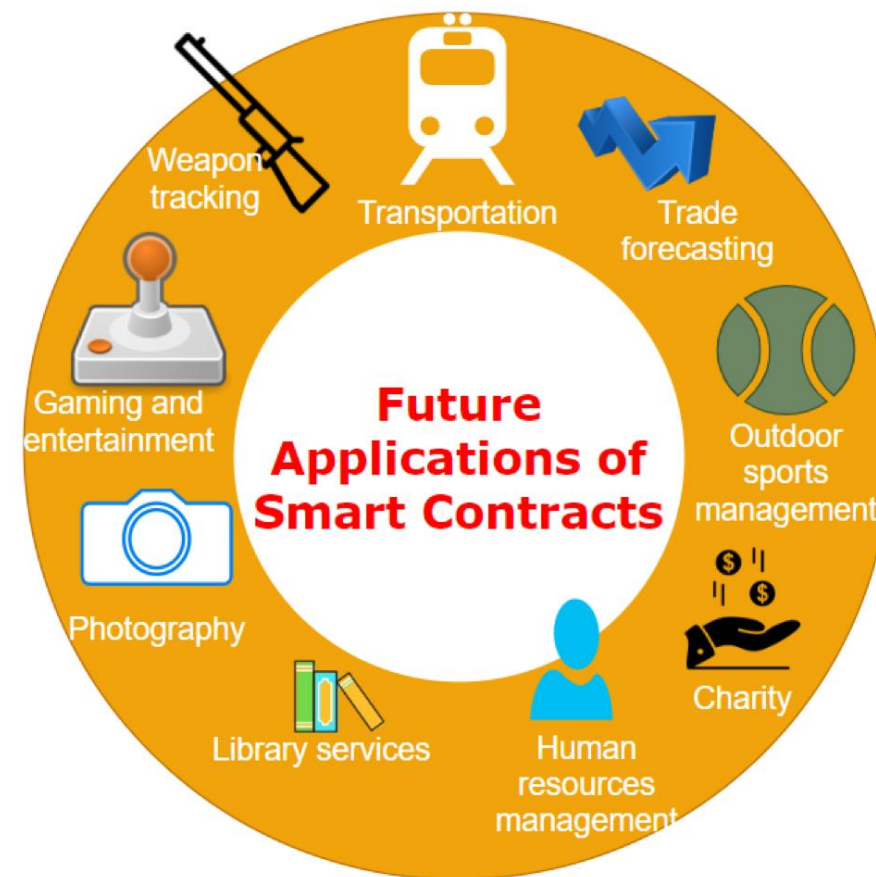 Weapon
tracking
Transportation
Trade
forecasting
Gaming and
entertainment
Future
Applications of
Smart Contracts
Outdoor
sports
management
Photography
Charity
Library services
Human
resources
management